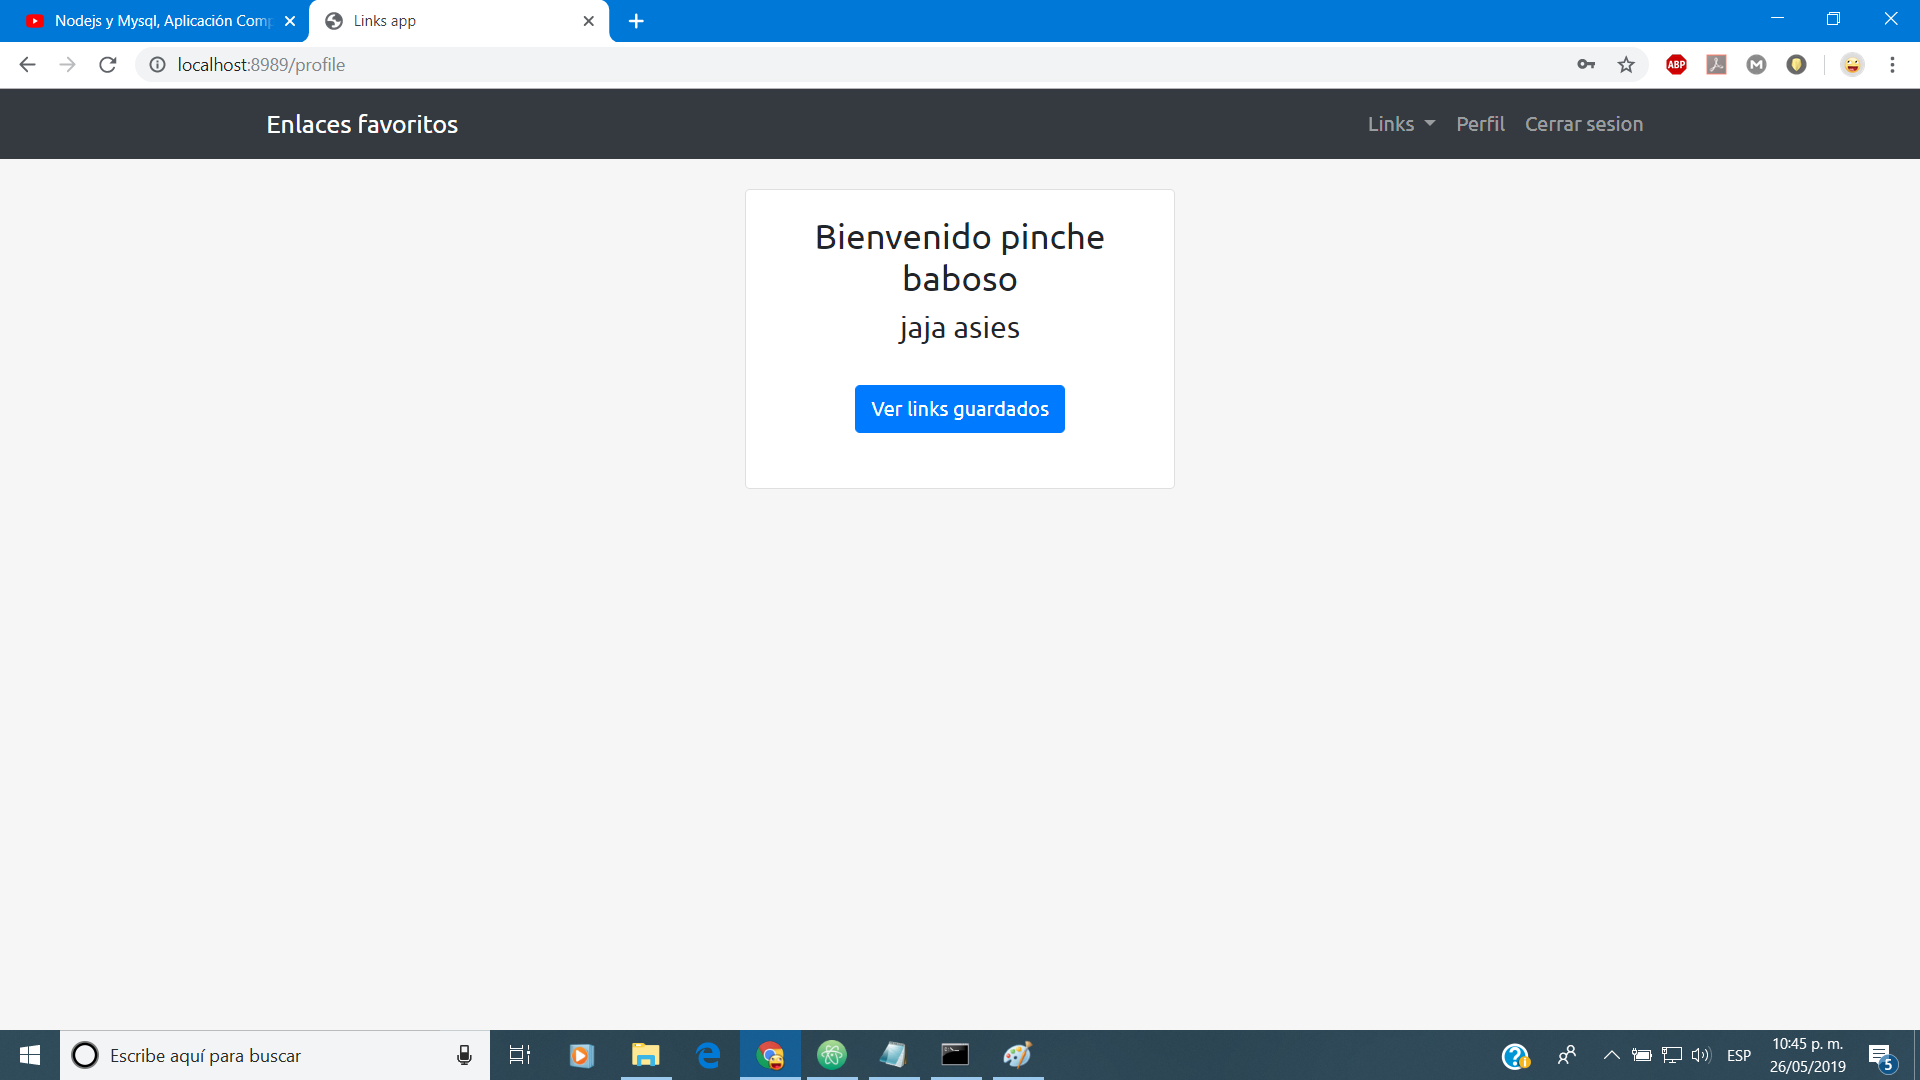 Nodejs y Mysql, Aplicación Comp
Links app
localhost:8989/profile
ABP
M
Enlaces favoritos
Links
Perfil
Cerrar sesion
Bienvenido pinche
baboso
jaja asies
Ver links guardados
Escribe aquí para buscar
ESP
10:45 p. m.
26/05/2019
5